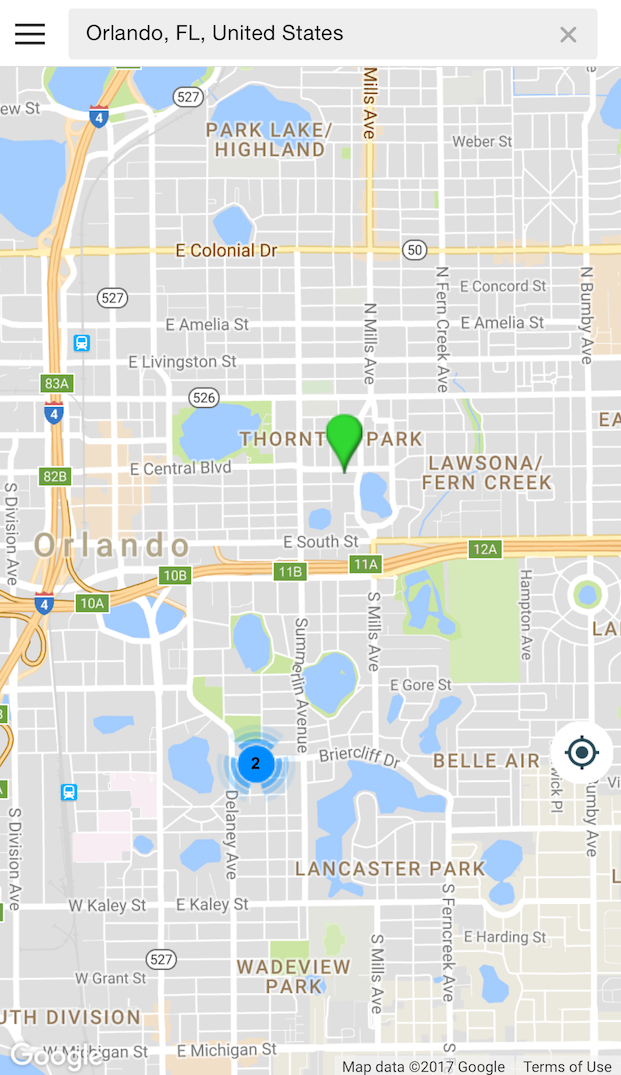 Orlando, FL, United States
527
4
ew St
Mills Ave
PARK LAKE/
HIGHLAND
Weber St
E Colonial Dr
50
527
E Concord St
N Fern Creek Ave
N Bumby Ave
N Mills Ave
E Amelia St
E Amelia St
E Livingston St
83A
526
4
THORNT PARK
EA
E Central Blvd
LAWSONA/
FERN CREEK
82B
S Division Ave
Orlando
E South St
12A
11A
11B
10B
10A
4
Hampton Ave
S Mills Ave
Summerlin Avenue
LA
E Gore St
Briercliff Dr
BELLE AIR
2
wick Pl
umby Ave
Vi
Delaney Ave
S Division Ave
LANCASTER PARK
L
W Kaley St
E Kaley St
S Ferncreek Ave
S Mills Ave
E Harding St
527
WADEVIEW
PARK
W Grant St
UTH DIVISION
W Michigan St
E Michigan St
S F
Google
Map data ©2017 Google
Terms of Use